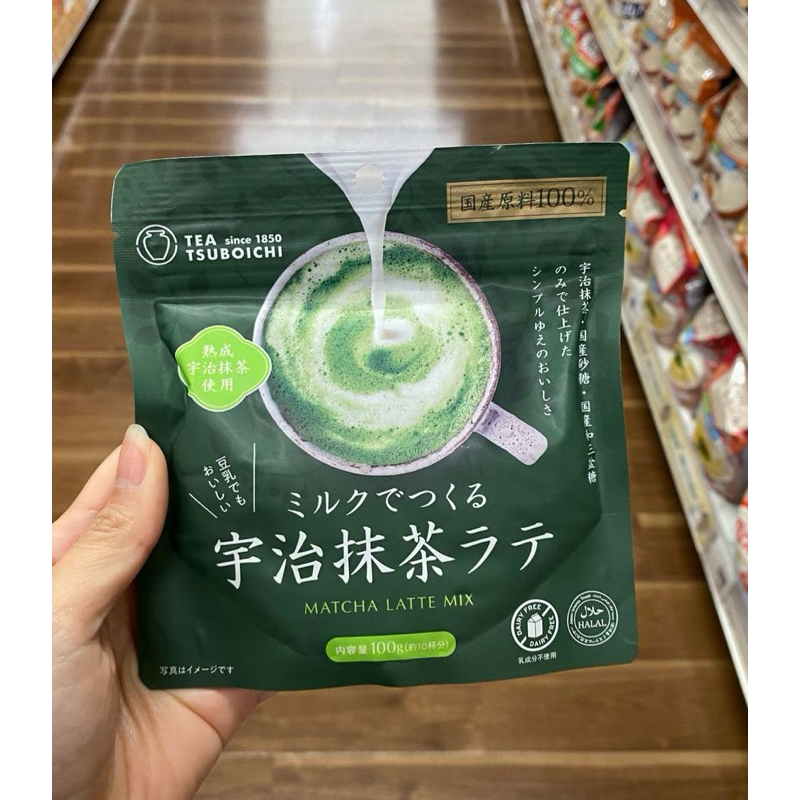 国産原料100%
TEA since 1850
TSUBOICHI
宇治抹茶・国産砂糖・国産和三盆糖
のみで仕上げた
シンプルゆえのおいしさ
熟成
宇治抹茶
使用
豆乳でも
おいしい
ミルクでつくる
宇治抹茶ラテ
MATCHA LATTE MIX
内容量100g(約10杯分)
DAIRY FREE
DAIRY FREE
乳成分不使用
حلال
HALAL
写真はイメージです